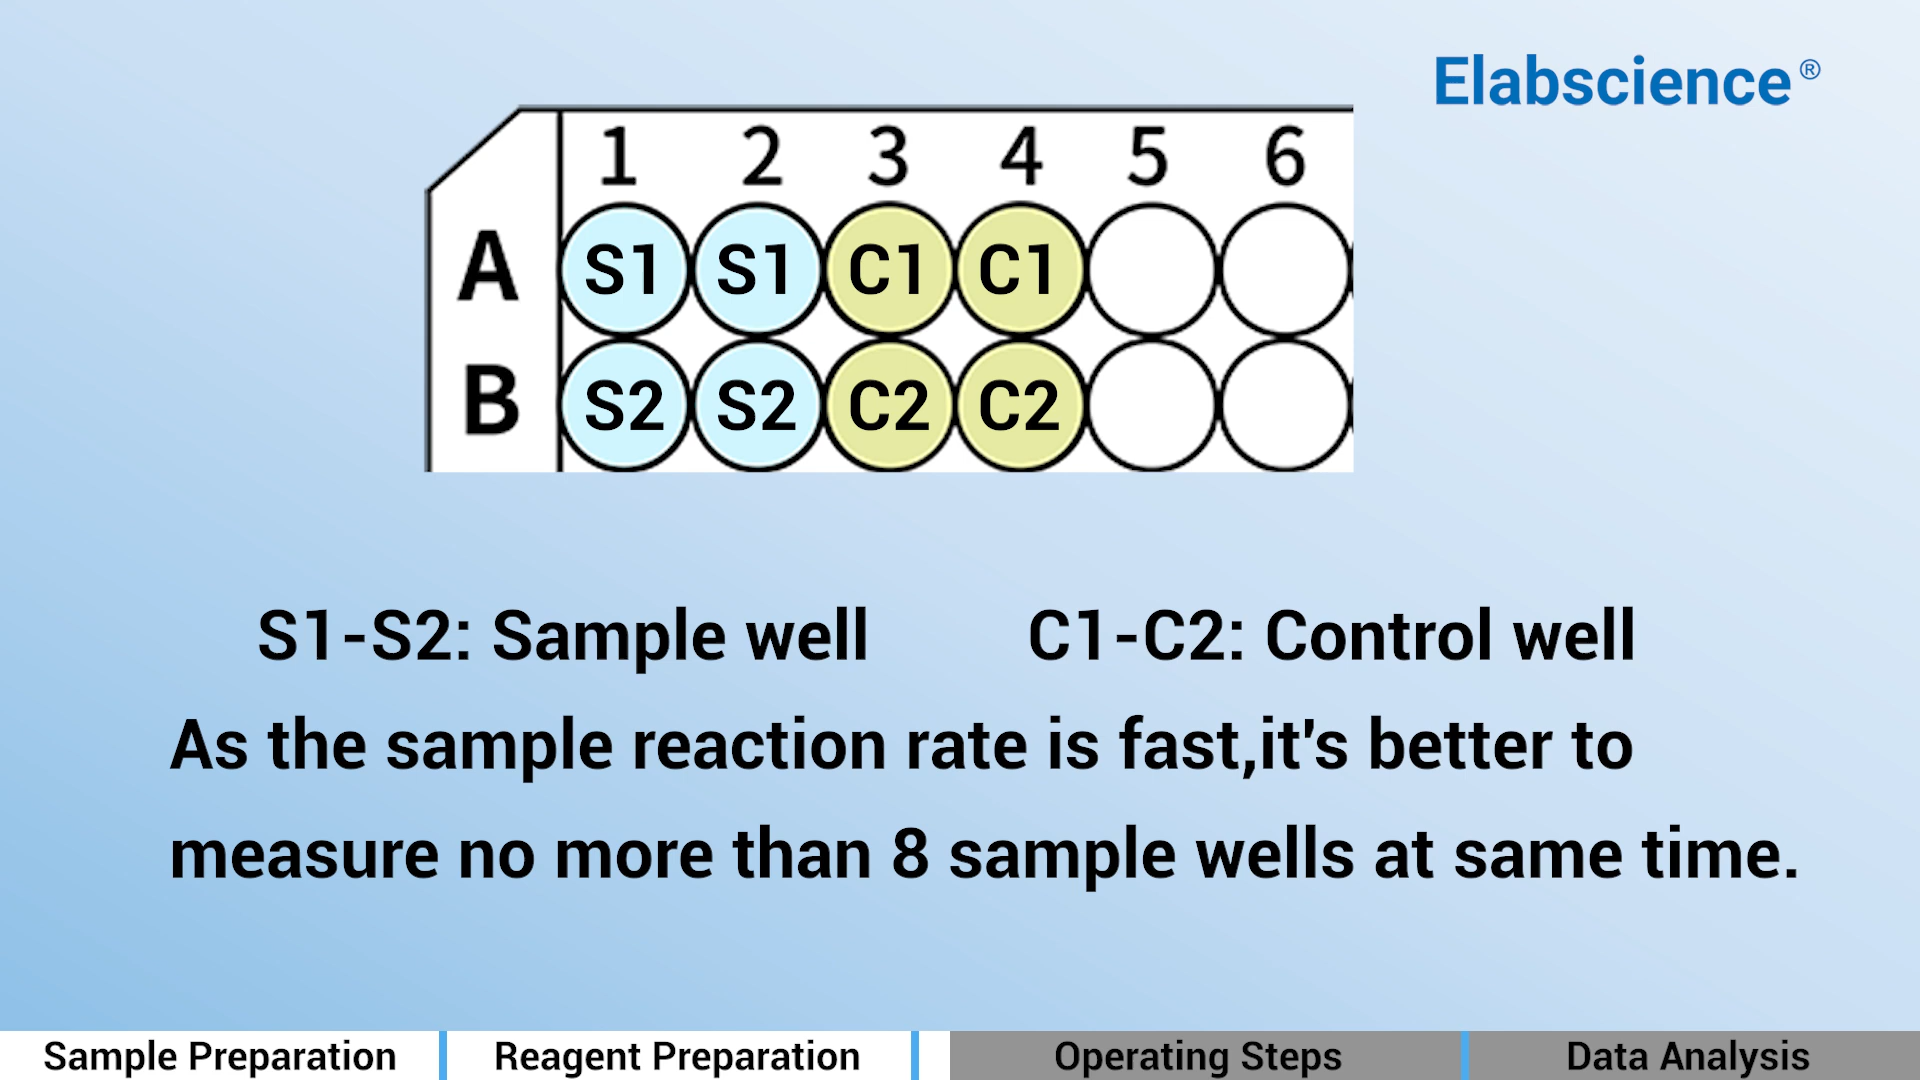 Elabscience®
1 2 3 4 5 6
A S1 S1 C1 C1
B S2 S2 C2 C2
S1-S2: Sample well C1-C2: Control well
As the sample reaction rate is fast,it's better to
measure no more than 8 sample wells at same time.
Sample Preparation Reagent Preparation Operating Steps Data Analysis